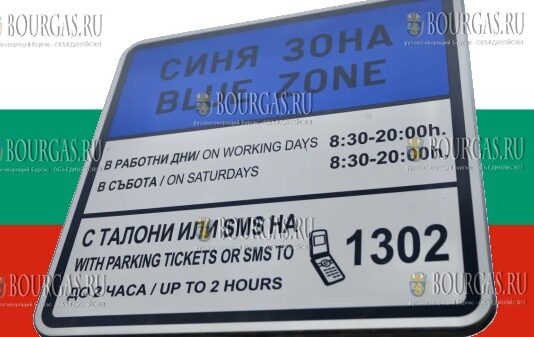 СИНЯ ЗОНА
BLUE ZONE
В РАБОТНИ ДНИ/ ON WORKING DAYS 8:30-20:00h.
В СЪБОТА / ON SATURDAYS 8:30-20:00h.
С ТАЛОНИ ИЛИ SMS НА
WITH PARKING TICKETS OR SMS TO 1302
ДО 2 ЧАСА / UP TO 2 HOURS
BOURGAS.RU